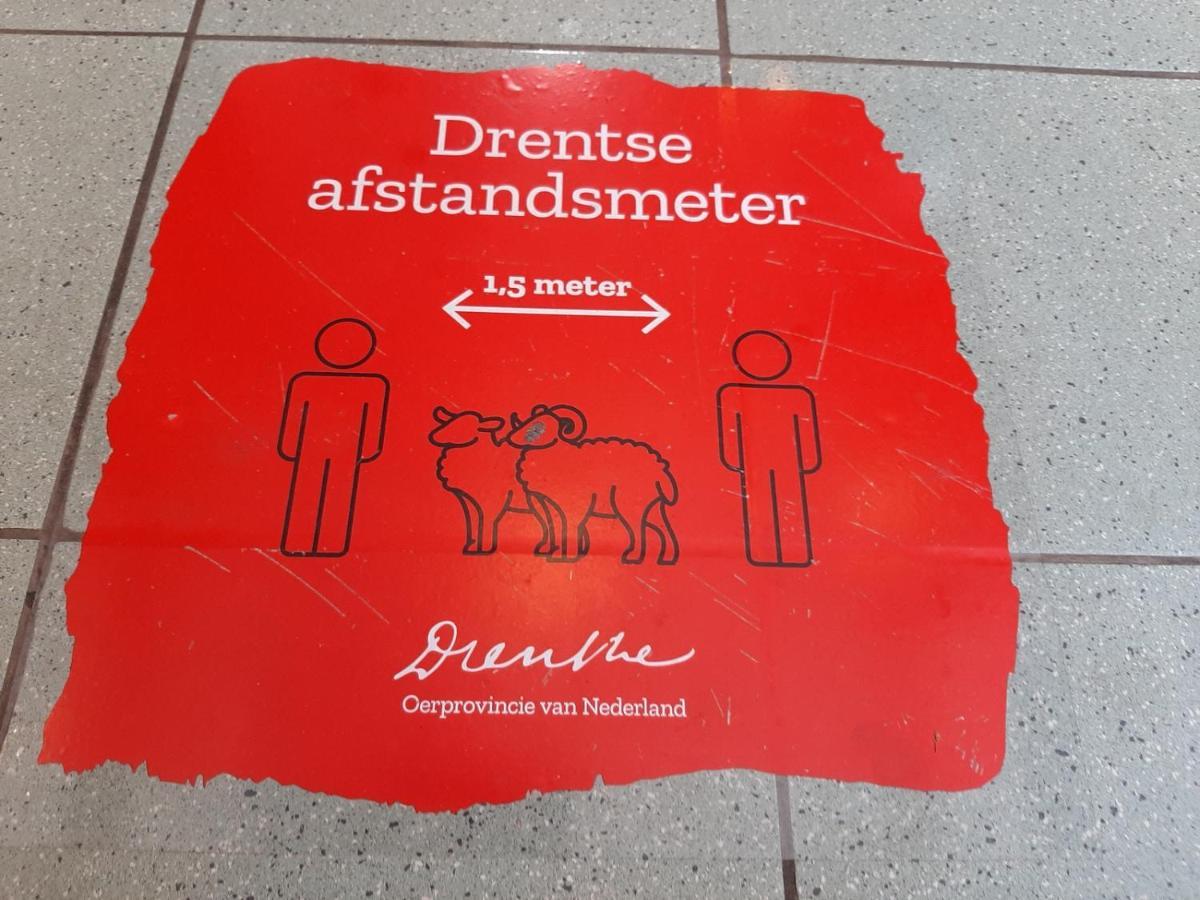 Drentse
afstandsmeter
1,5 meter
Drenthe
Oerprovincie van Nederland